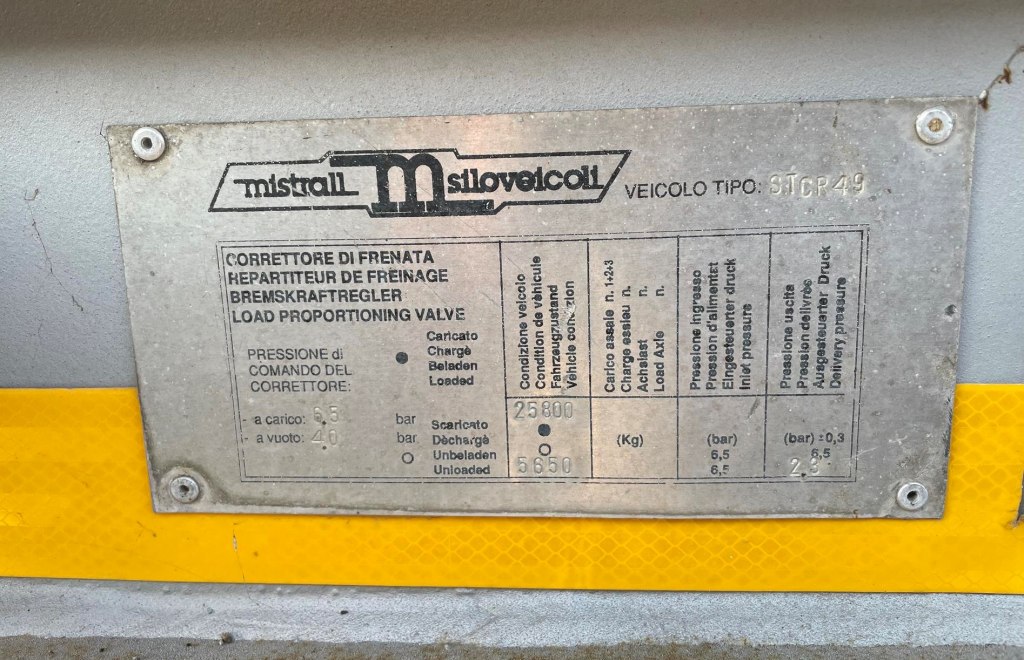 mistrall m siloveicoli
VEICOLO TIPO: STCR49
CORRETTORE DI FRENATA
REPARTITEUR DE FREINAGE
BREMSKRAFTREGLER
LOAD PROPORTIONING VALVE
PRESSIONE di
COMANDO DEL
CORRETTORE:
- a carico: 6.5 bar
- a vuoto: 4.0 bar
Caricato
Chargè
Beladen
Loaded
Scaricato
Dèchargè
Unbeladen
Unloaded
Condizione veicolo
Condition de vèhicule
Fahrzeugzustand
Vehicle condition
25800
5650
Carico assale n. 1+2+3
Charge essieu n.
Achslast n.
Load Axle n.
(Kg)
Pressione ingresso
Pression d'alimentat
Eingesteuerter druck
Inlet pressure
(bar)
6,5
6,5
Pressione uscita
Pression delivrèe
Ausgesteuerter Druck
Delivery pressure
(bar) ±0,3
6,5
2.3